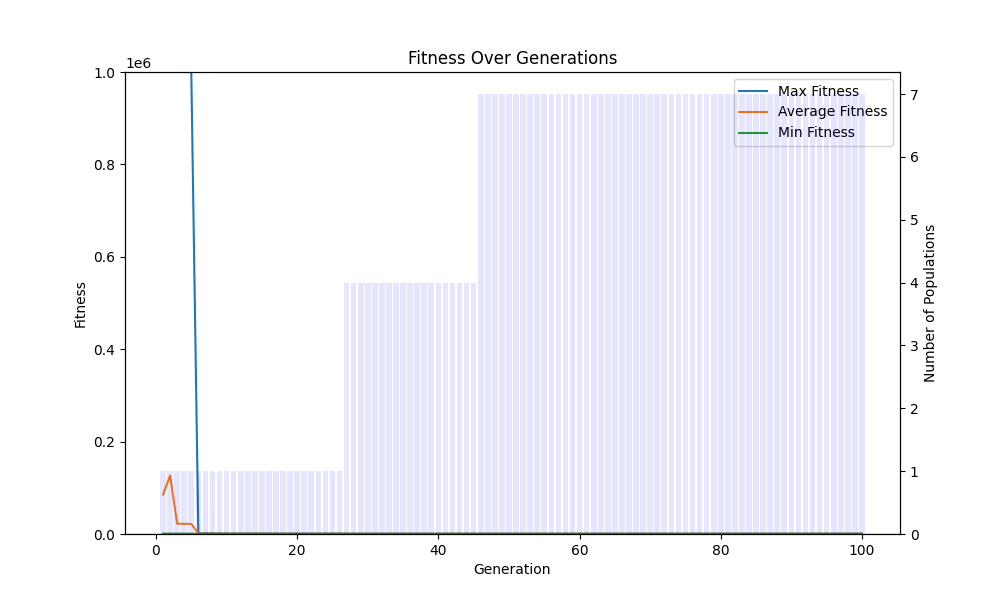 Fitness Over Generations
1e6
1.0
0.8
0.6
0.4
0.2
0.0
Fitness
0
20
40
60
80
100
Generation
7
6
5
4
3
2
1
0
Number of Populations
Max Fitness
Average Fitness
Min Fitness